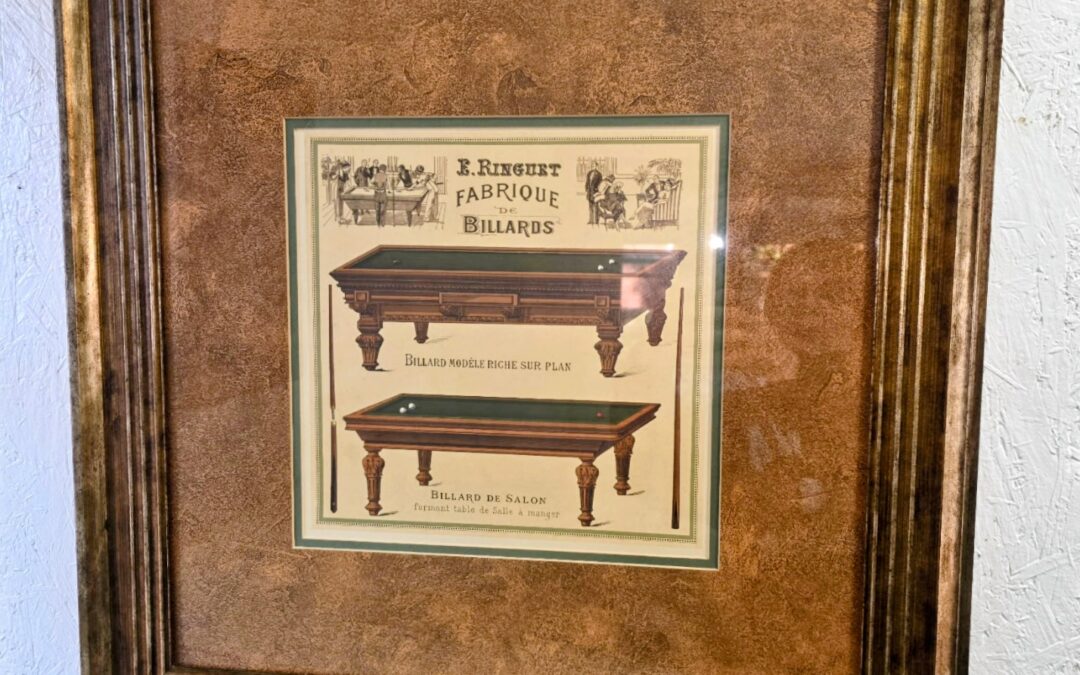 E. RINGUET
FABRIQUE
DE
BILLARDS
BILLARD MODÈLE RICHE SUR PLAN
BILLARD DE SALON
formant table de Salle à manger